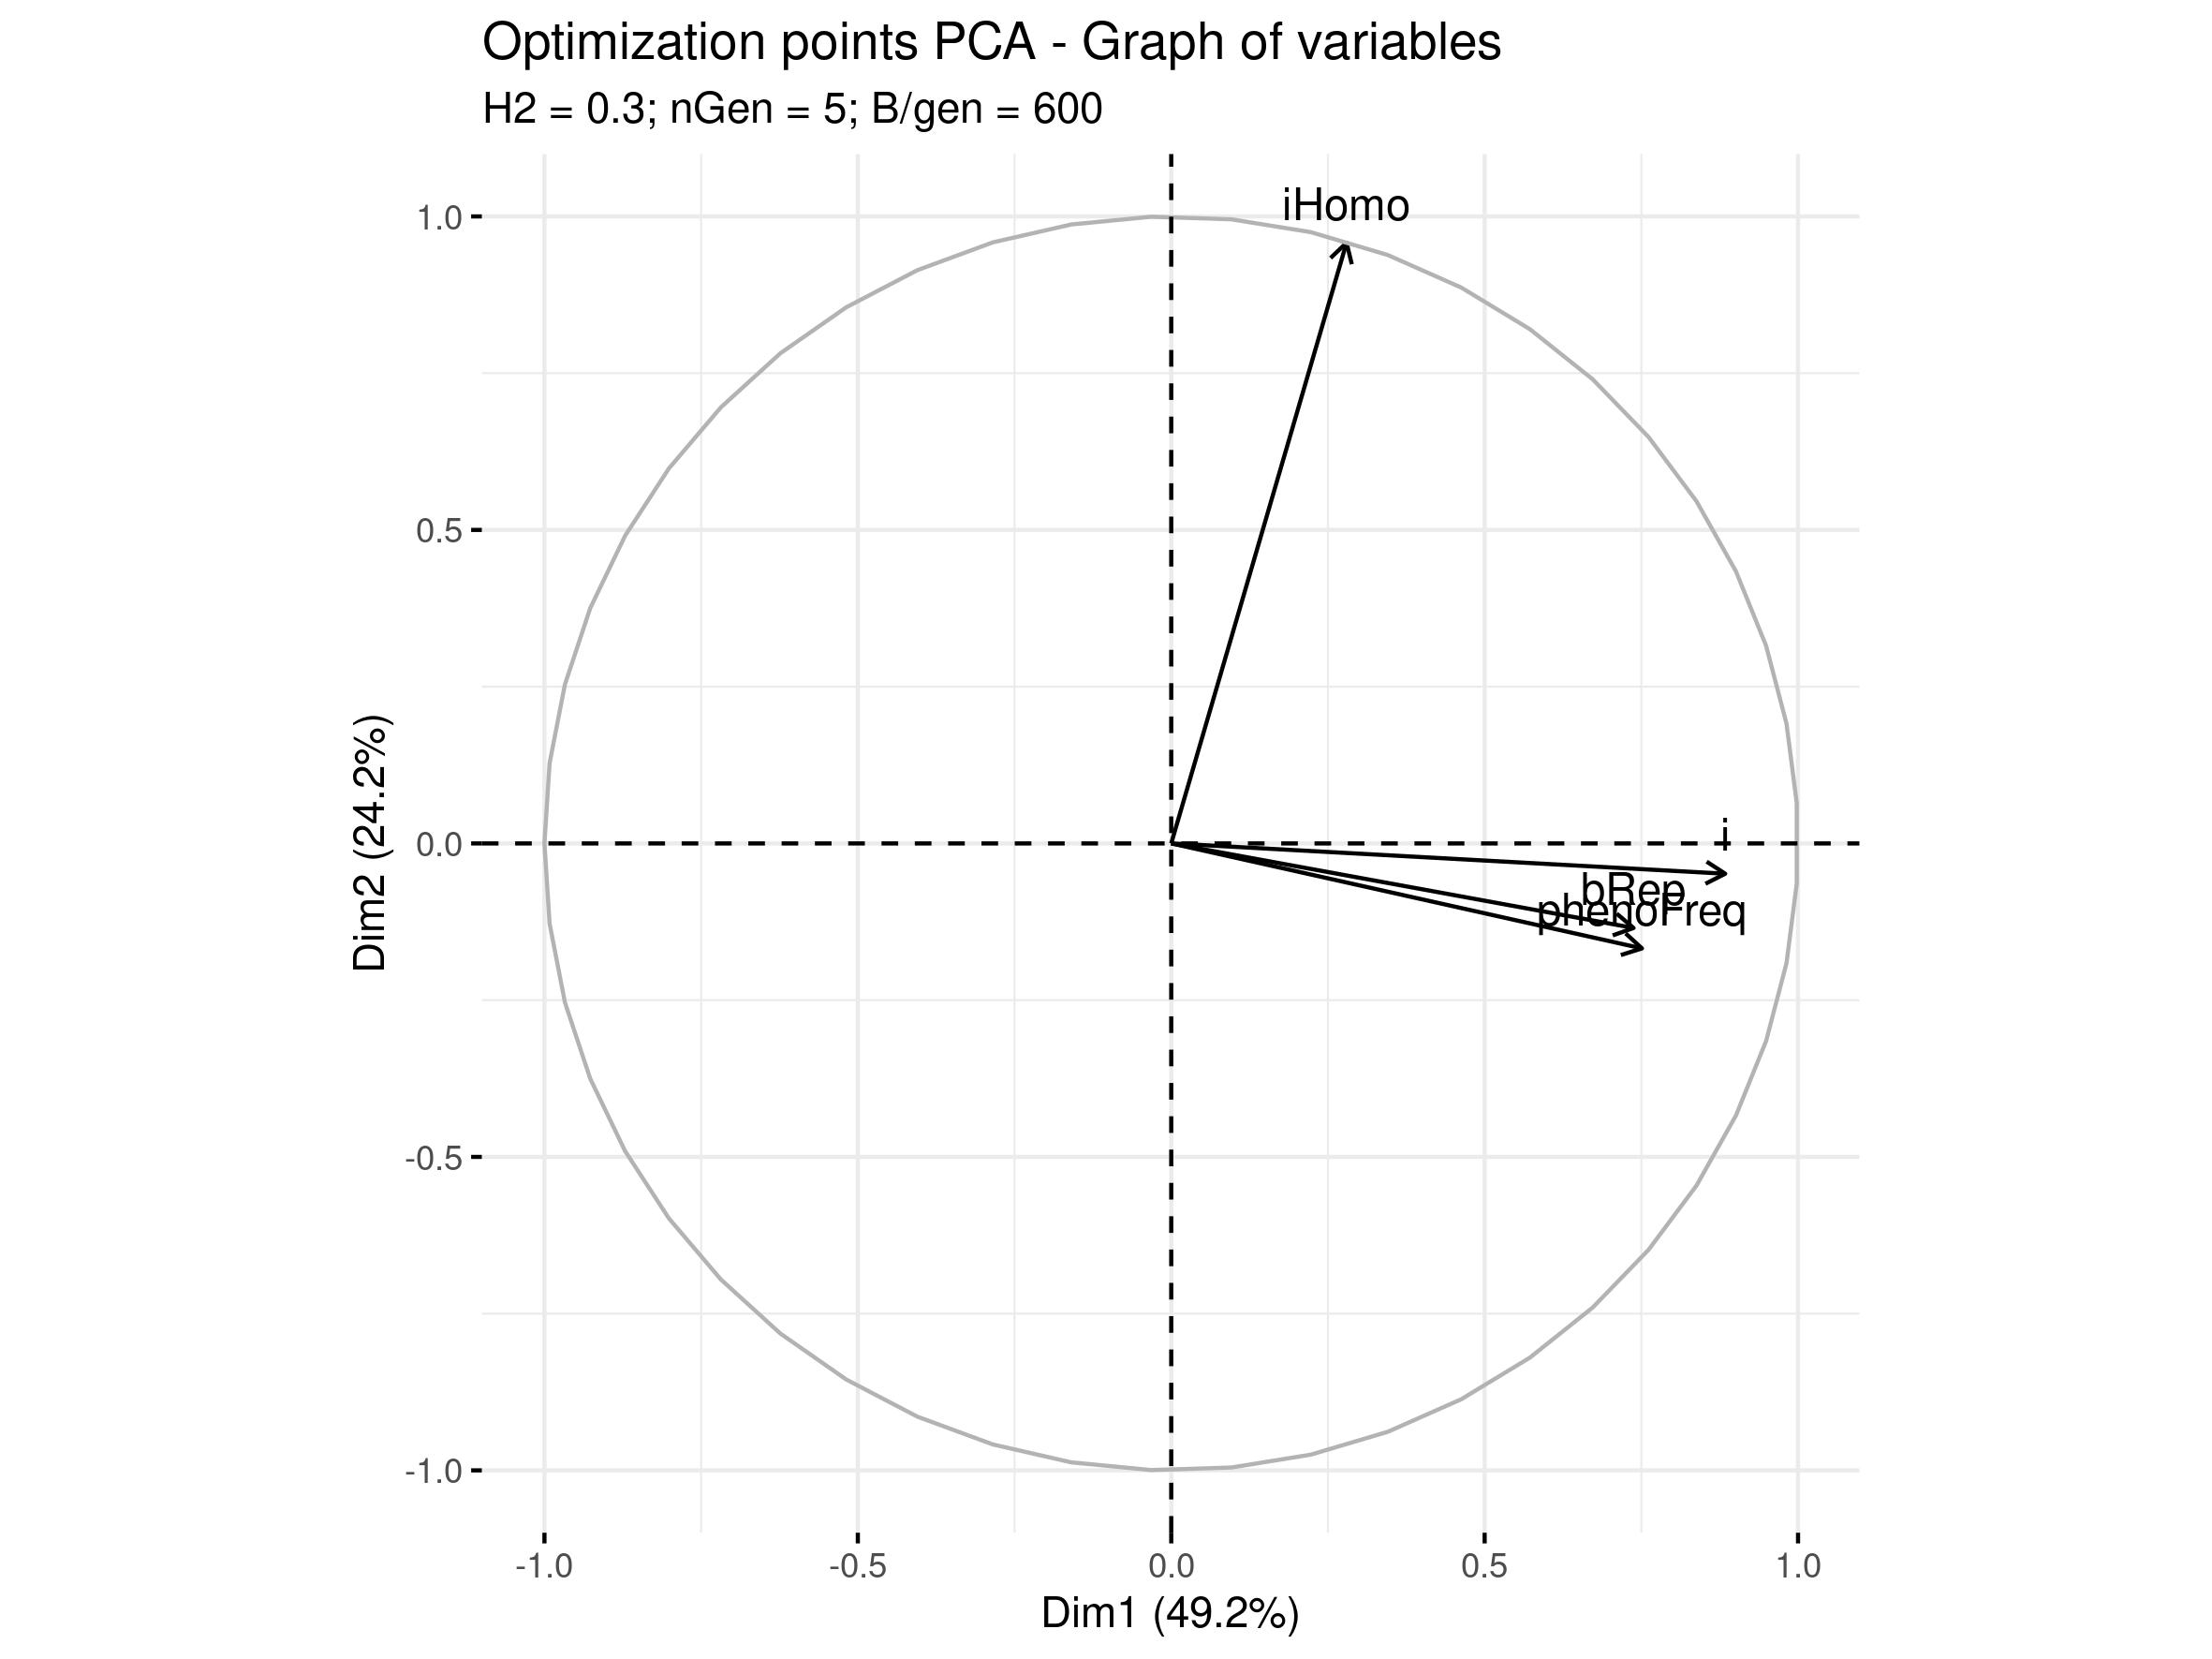 Optimization points PCA - Graph of variables
H2 = 0.3; nGen = 5; B/gen = 600
iHomo
1.0
0.5
0.0
-0.5
-1.0
Dim2 (24.2%)
i
bRep
phenoFreq
-1.0
-0.5
0.0
0.5
1.0
Dim1 (49.2%)